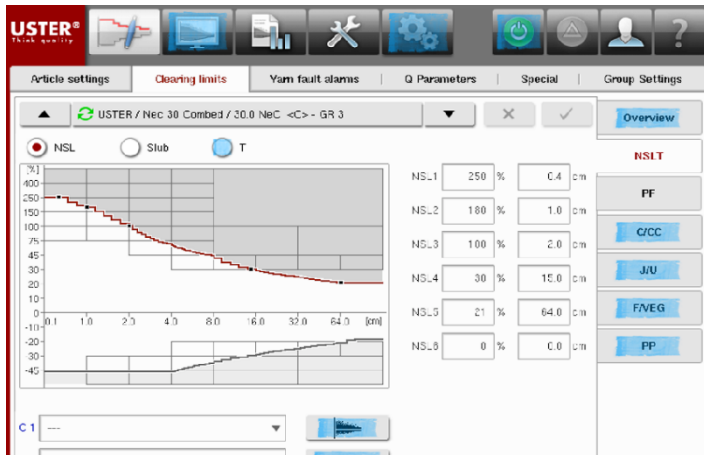 USTER®
Think quality
?
Article settings
Clearing limits
Yarn fault alarms
Q Parameters
Special
Group Settings
USTER / Nec 30 Combed / 30.0 NeC <C> - GR 3
Overview
NSL
Slub
T
NSLT
PF
C/CC
J/U
F/VEG
PP
[%]
400
250
150
100
75
45
30
20
10
0
-10
-20
-30
-45
0.1 1.0 2.0 4.0 8.0 16.0 32.0 64.0 [cm]
NSL1 250 % 0.4 cm
NSL2 180 % 1.0 cm
NSL3 100 % 2.0 cm
NSL4 30 % 15.0 cm
NSL5 21 % 64.0 cm
NSL6 0 % 0.0 cm
C 1 ---